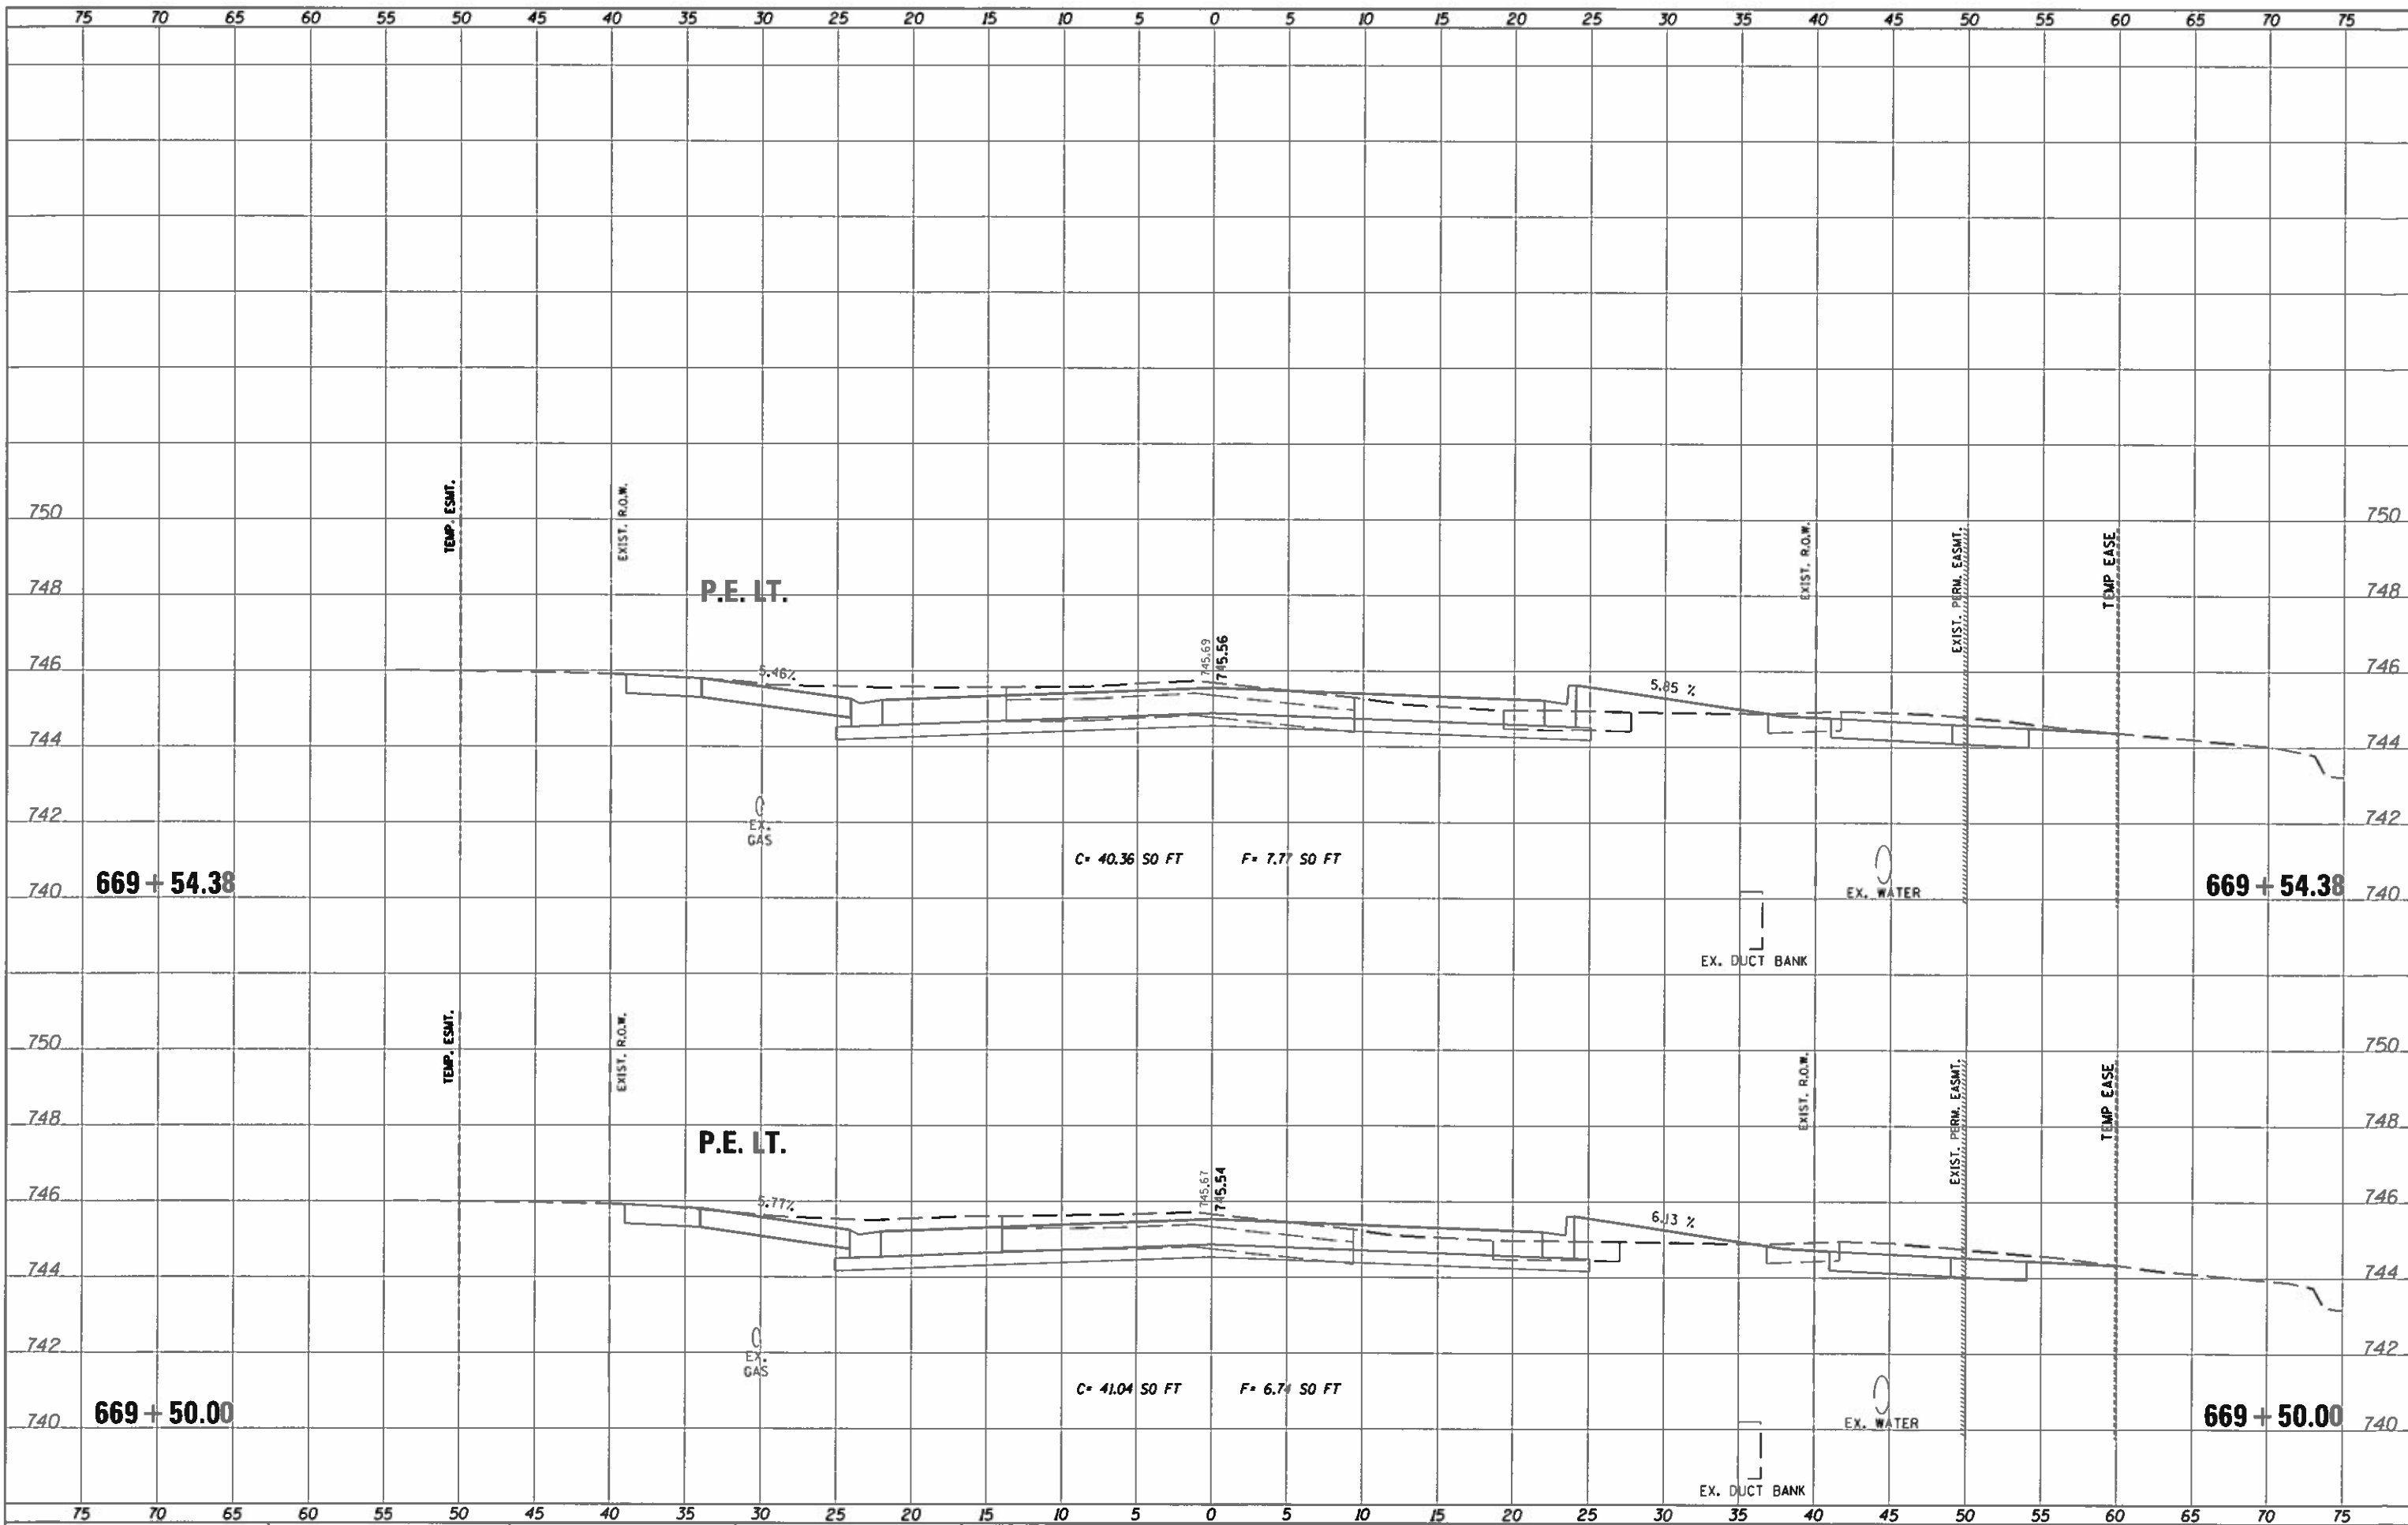 75 70 65 60 55 50 45 40 35 30 25 20 15 10 5 0 5 10 15 20 25 30 35 40 45 50 55 60 65 70 75
TEMP. ESMT.
EXIST. R.O.W.
EXIST. R.O.W.
EXIST. PERM. EASMT.
TEMP EASE
750 750
748 P.E. LT. 748
746 5.46% 745.69 745.56 746
5.85 %
744 744
742 EX. GAS 742
C= 40.36 SQ FT F= 7.77 SQ FT
669 + 54.38 669 + 54.38
740 EX. WATER 740
EX. DUCT BANK
TEMP. ESMT.
EXIST. R.O.W.
EXIST. R.O.W.
EXIST. PERM. EASMT.
TEMP EASE
750 750
748 748
P.E. LT.
746 5.77% 745.67 745.54 746
6.13 %
744 744
742 EX. GAS 742
C= 41.04 SQ FT F= 6.74 SQ FT
669 + 50.00 669 + 50.00
740 EX. WATER 740
EX. DUCT BANK
75 70 65 60 55 50 45 40 35 30 25 20 15 10 5 0 5 10 15 20 25 30 35 40 45 50 55 60 65 70 75